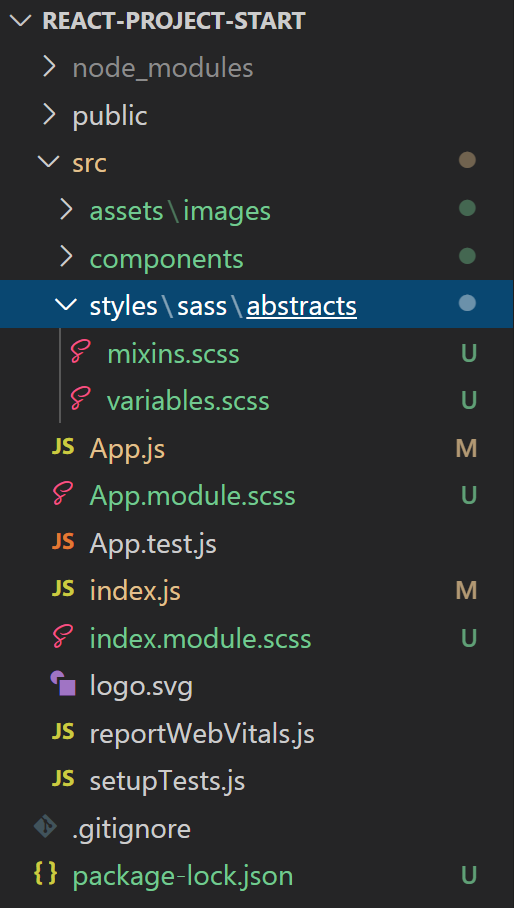 REACT-PROJECT-START
node_modules
public
src
assets\images
components
styles\sass\abstracts
mixins.scss U
variables.scss U
JS App.js M
App.module.scss U
JS App.test.js
JS index.js M
index.module.scss U
logo.svg
JS reportWebVitals.js
JS setupTests.js
.gitignore
{} package-lock.json U